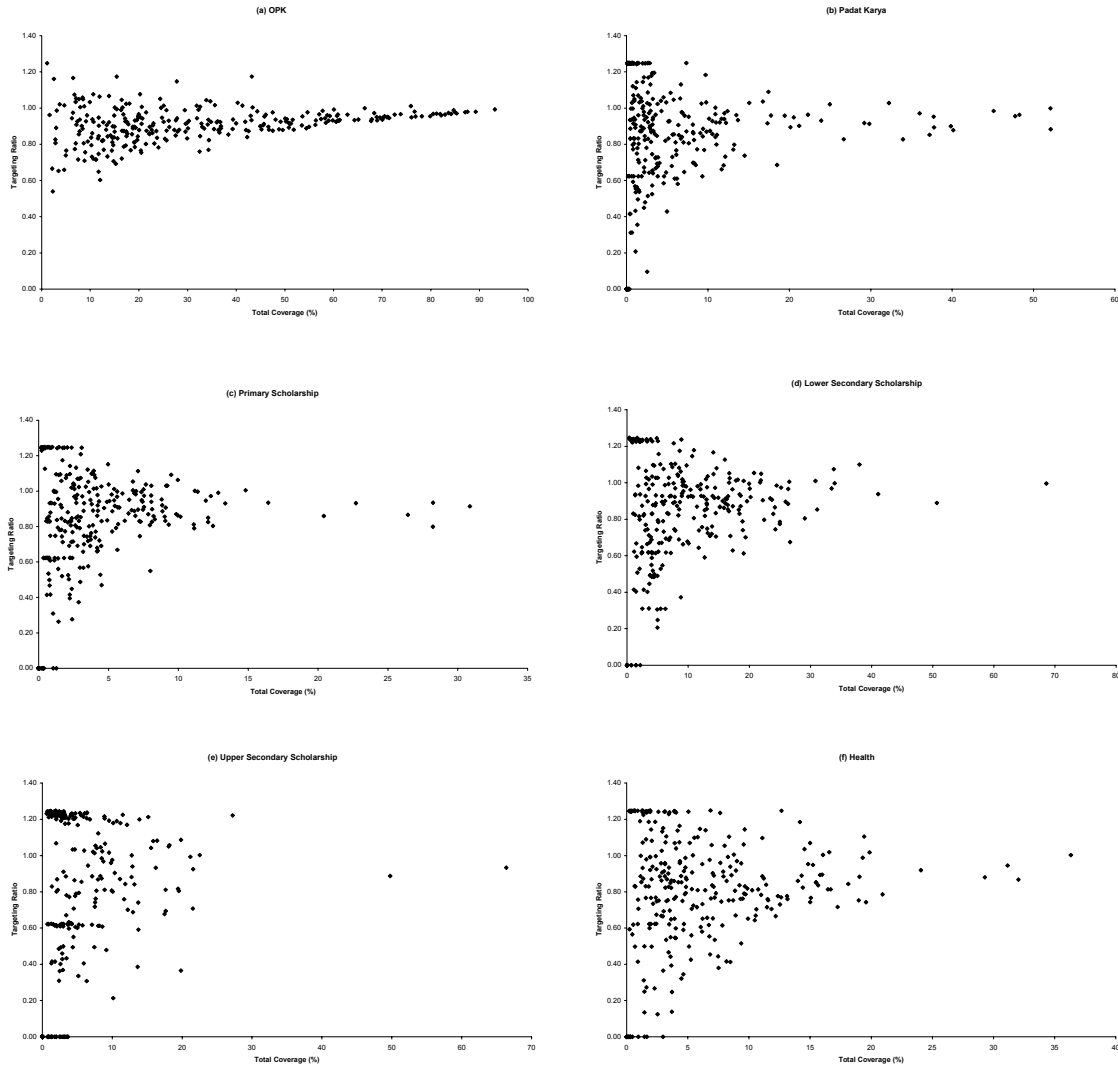 (a) OPK
1.40
1.20
1.00
0.80
0.60
0.40
0.20
0.00
Targeting Ratio
0 10 20 30 40 50 60 70 80 90 100
Total Coverage (%)
(b) Padat Karya
1.40
1.20
1.00
0.80
0.60
0.40
0.20
0.00
Targeting Ratio
0 10 20 30 40 50 60
Total Coverage (%)
(c) Primary Scholarship
1.40
1.20
1.00
0.80
0.60
0.40
0.20
0.00
Targeting Ratio
0 5 10 15 20 25 30 35
Total Coverage (%)
(d) Lower Secondary Scholarship
1.40
1.20
1.00
0.80
0.60
0.40
0.20
0.00
Targeting Ratio
0 10 20 30 40 50 60 70 80
Total Coverage (%)
(e) Upper Secondary Scholarship
1.40
1.20
1.00
0.80
0.60
0.40
0.20
0.00
Targeting Ratio
0 10 20 30 40 50 60 70
Total Coverage (%)
(f) Health
1.40
1.20
1.00
0.80
0.60
0.40
0.20
0.00
Targeting Ratio
0 5 10 15 20 25 30 35 40
Total Coverage (%)